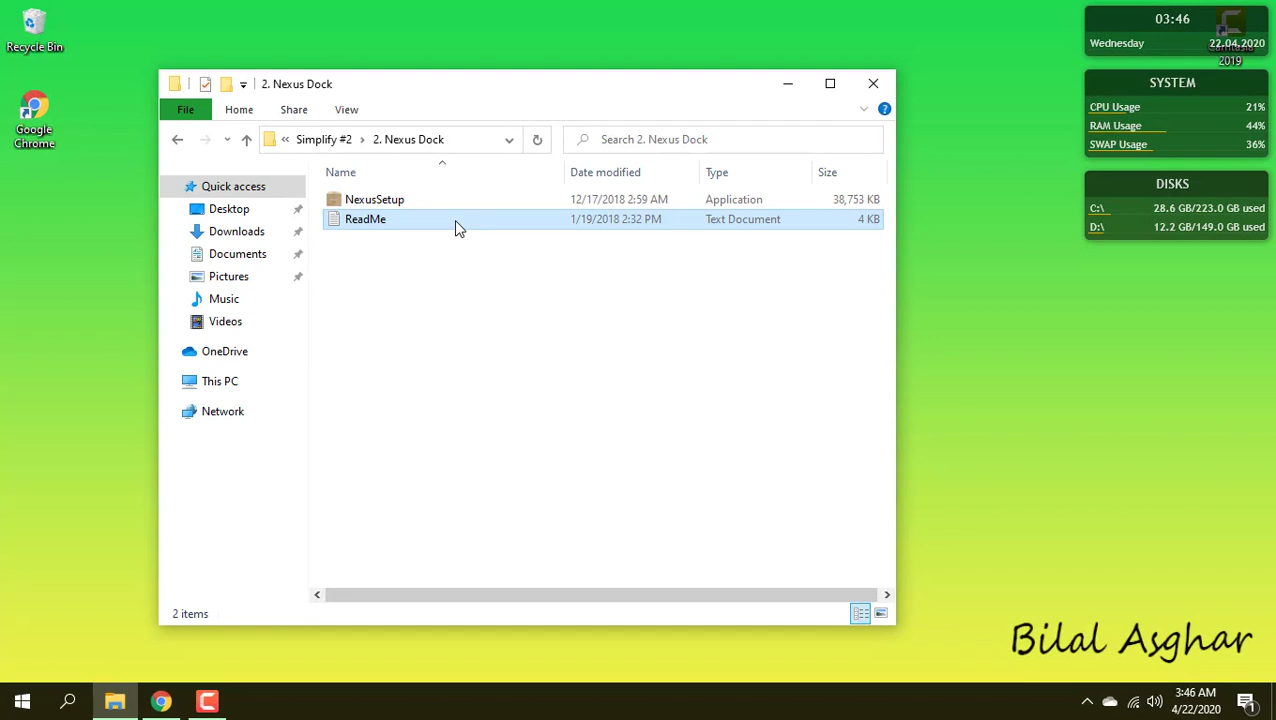 Recycle Bin
Google
Chrome
2. Nexus Dock
File Home Share View
Simplify #2 2. Nexus Dock
Search 2. Nexus Dock
Name Date modified Type Size
NexusSetup 12/17/2018 2:59 AM Application 38,753 KB
ReadMe 1/19/2018 2:32 PM Text Document 4 KB
Quick access
Desktop
Downloads
Documents
Pictures
Music
Videos
OneDrive
This PC
Network
2 items
03:46
Wednesday 22.04.2020
2019
SYSTEM
CPU Usage 21%
RAM Usage 44%
SWAP Usage 36%
DISKS
C:\ 28.6 GB/223.0 GB used
D:\ 12.2 GB/149.0 GB used
Bilal Asghar
3:46 AM
4/22/2020
1